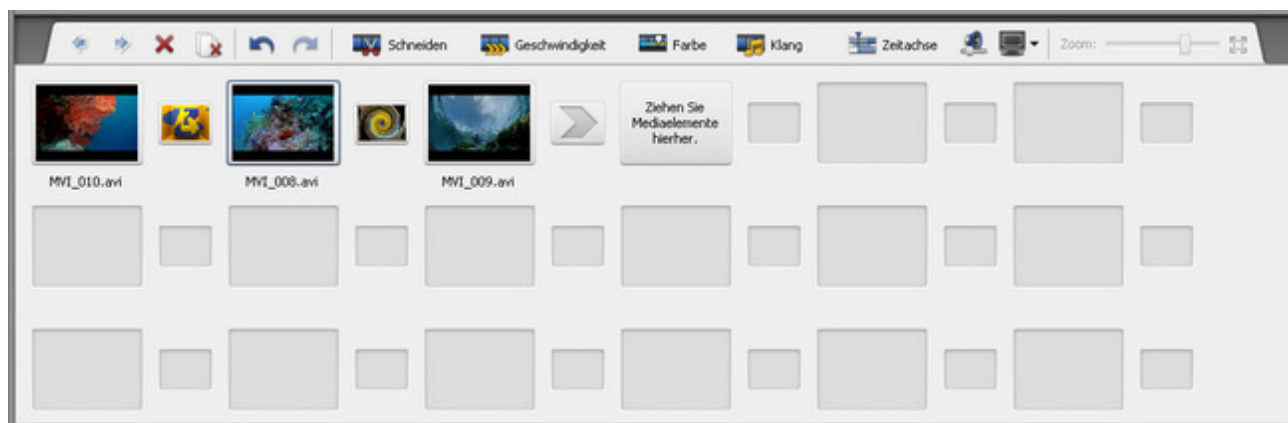 Schneiden Geschwindigkeit Farbe Klang Zeitachse Zoom:
Ziehen Sie
Mediaelemente
hierher.
MVI_010.avi MVI_008.avi MVI_009.avi